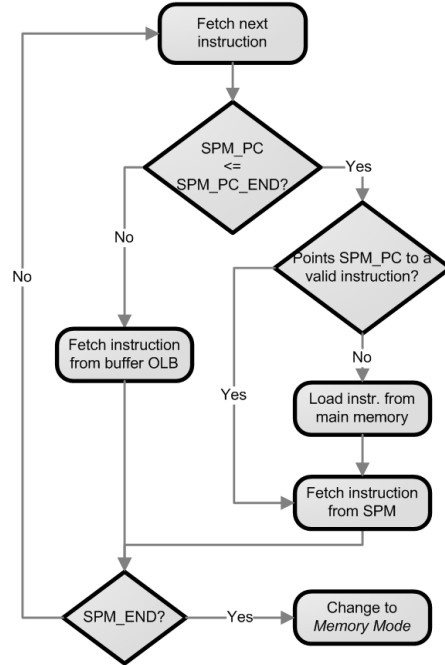 Fetch next
instruction
SPM_PC
<=
SPM_PC_END?
Yes
No
Points SPM_PC to a
valid instruction?
No
Fetch instruction
from buffer OLB
No
Yes
Load instr. from
main memory
Fetch instruction
from SPM
SPM_END?
Yes
Change to
Memory Mode